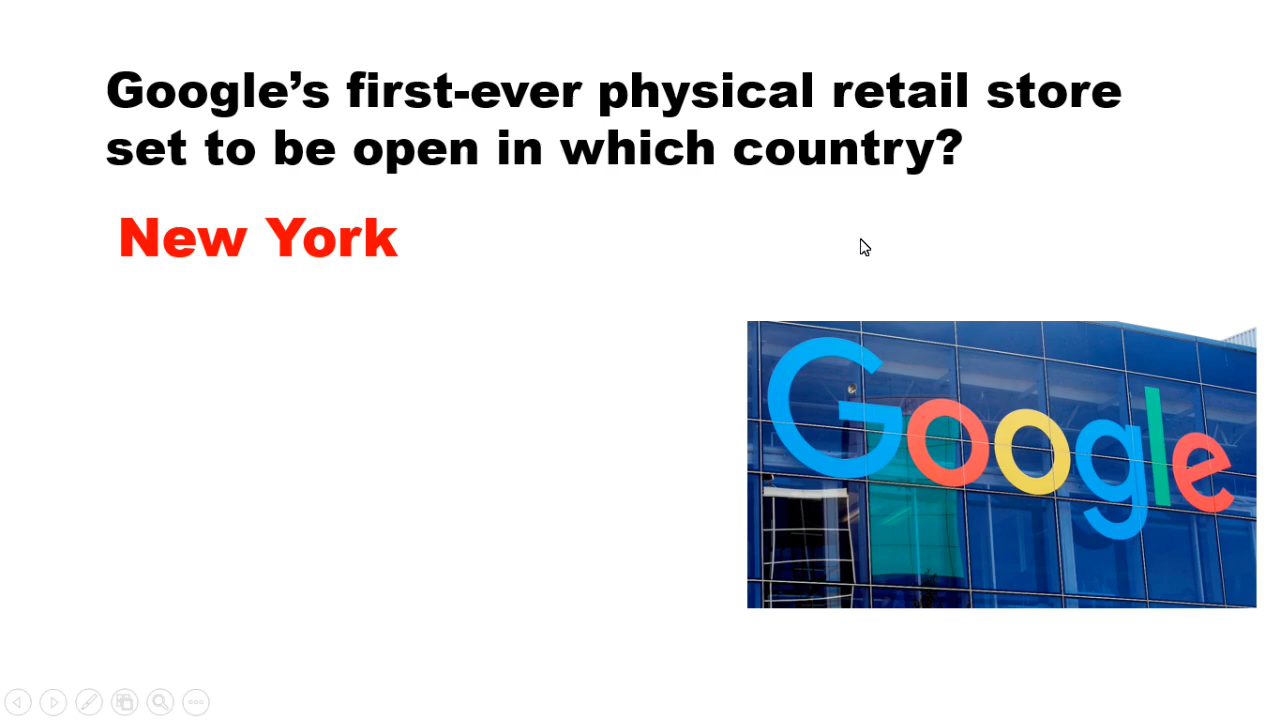 Google’s first-ever physical retail store
set to be open in which country?
New York
Google